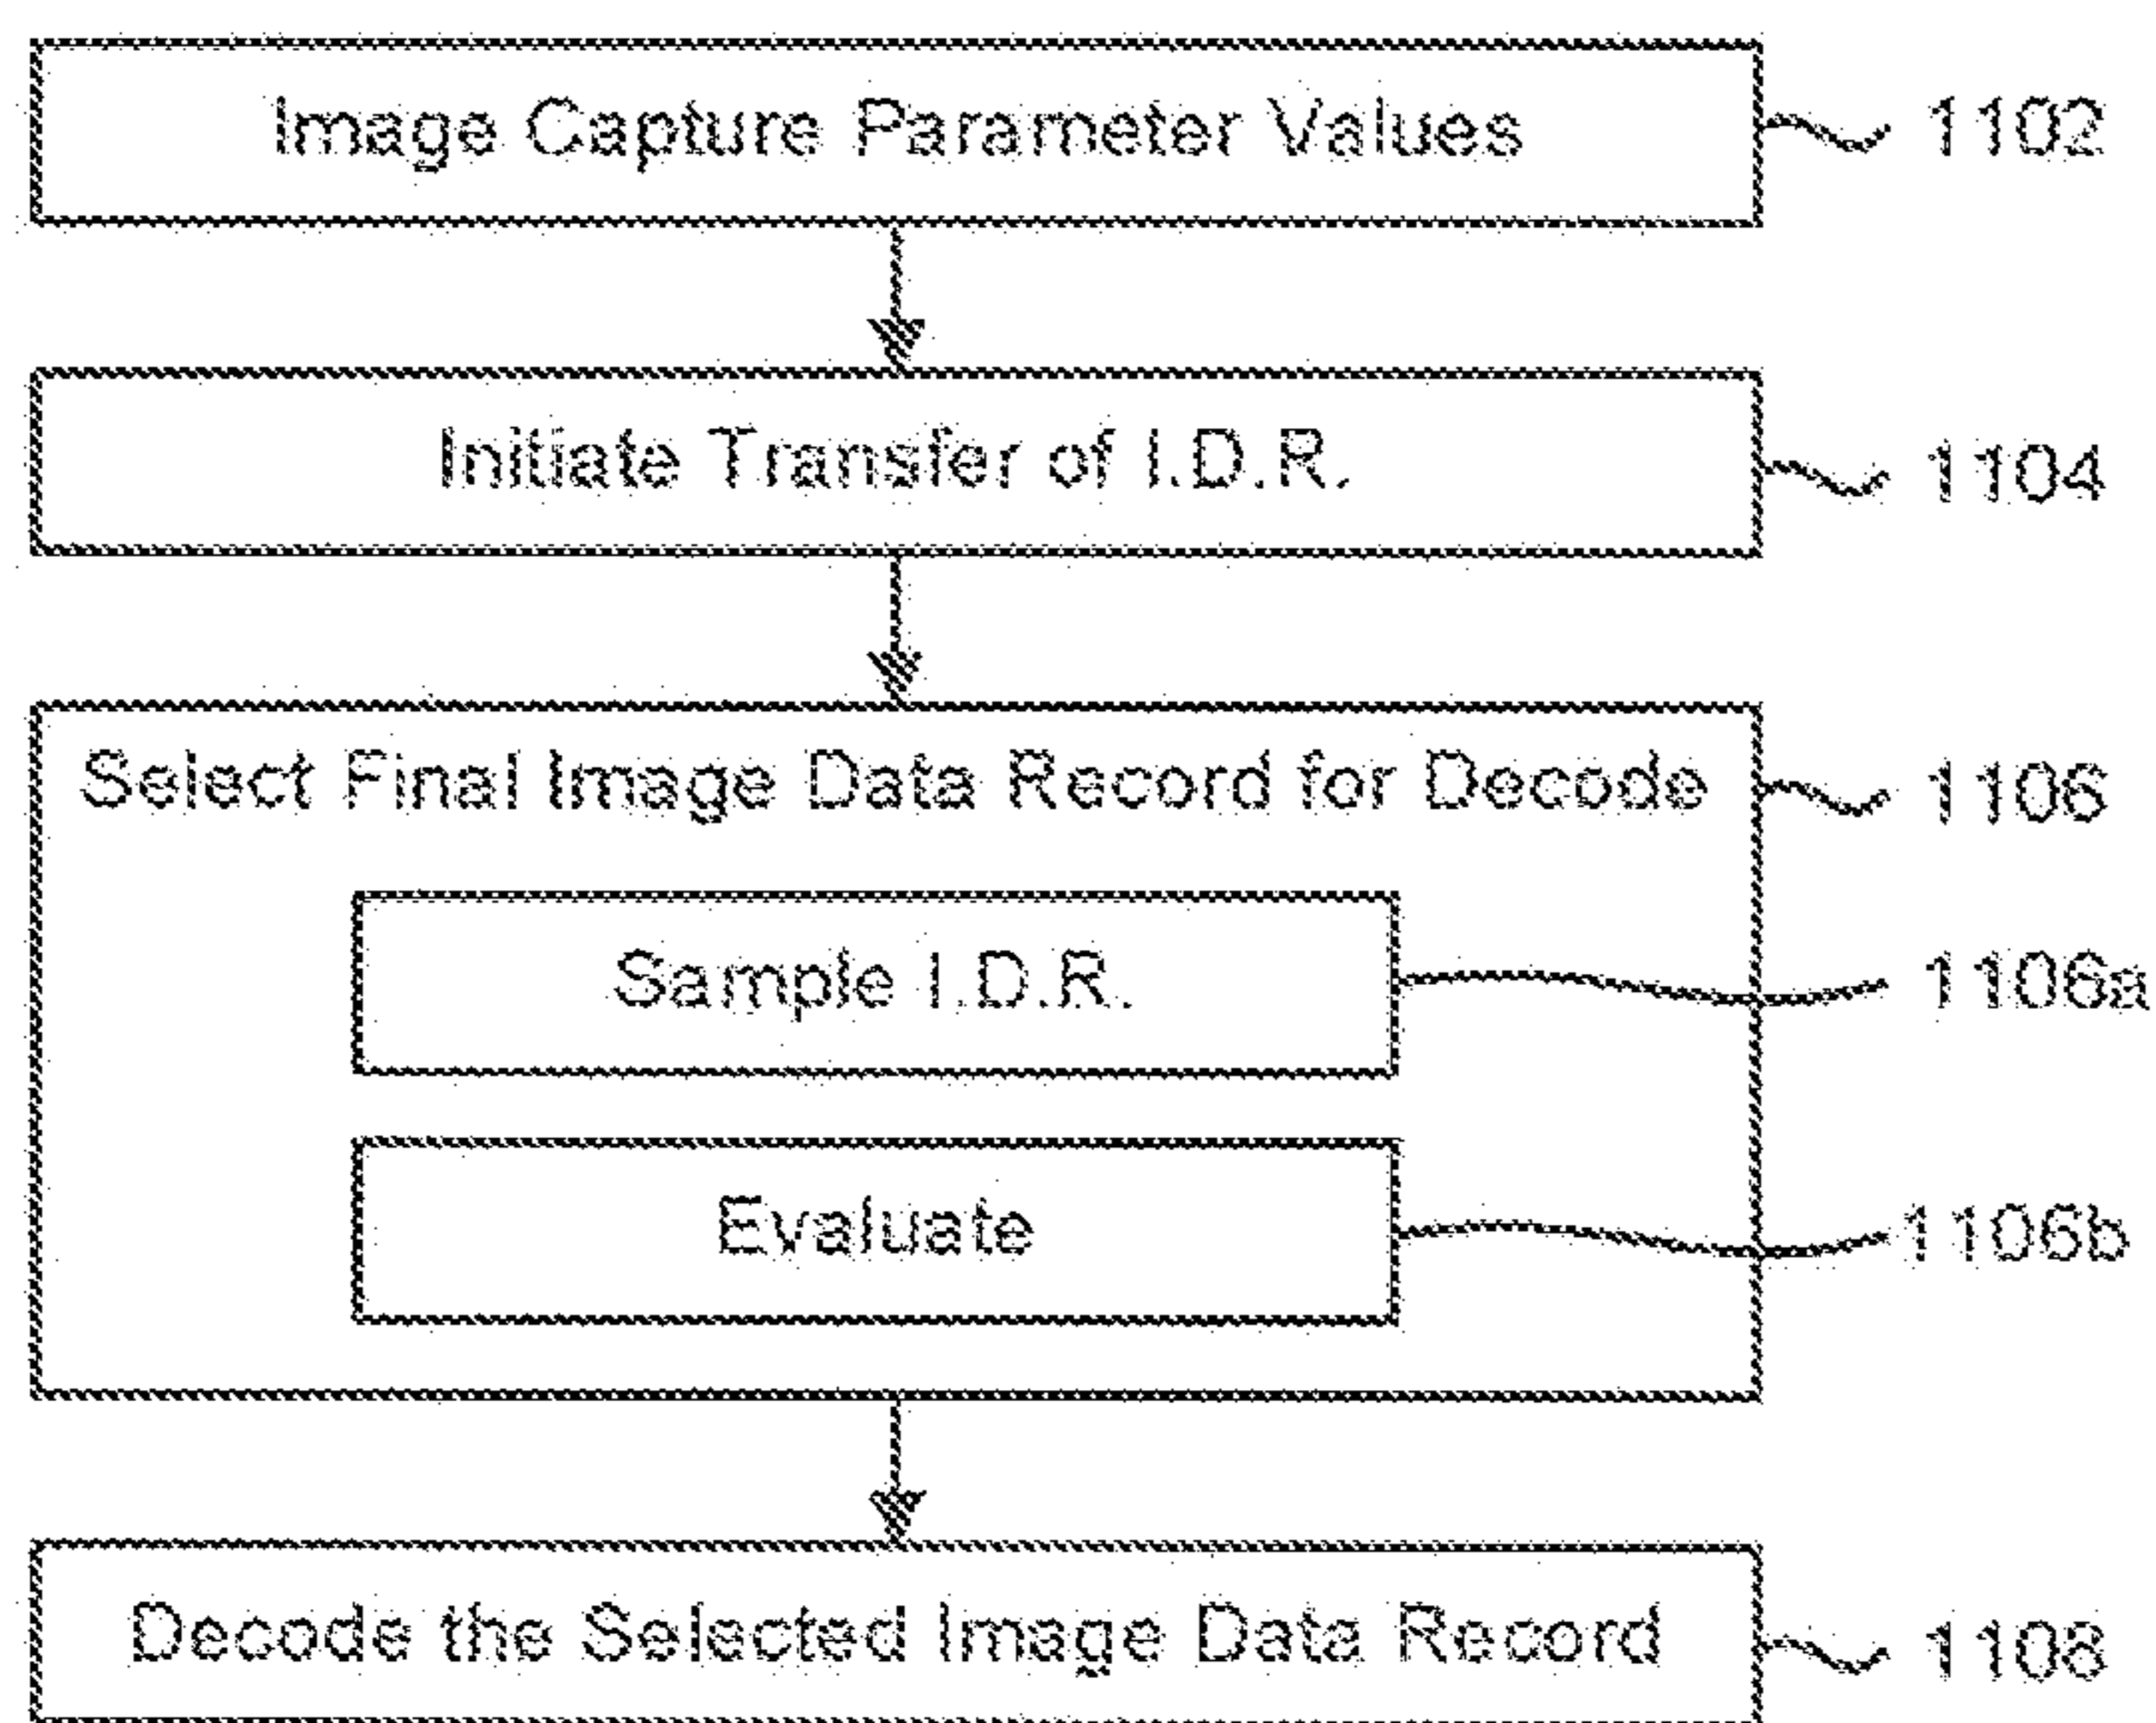 Image Capture Parameter Values 1102
Initiate Transfer of I.D.R. 1104
Select Final Image Data Record for Decode 1106
Sample I.D.R. 1106a
Evaluate 1106b
Decode the Selected Image Data Record 1108